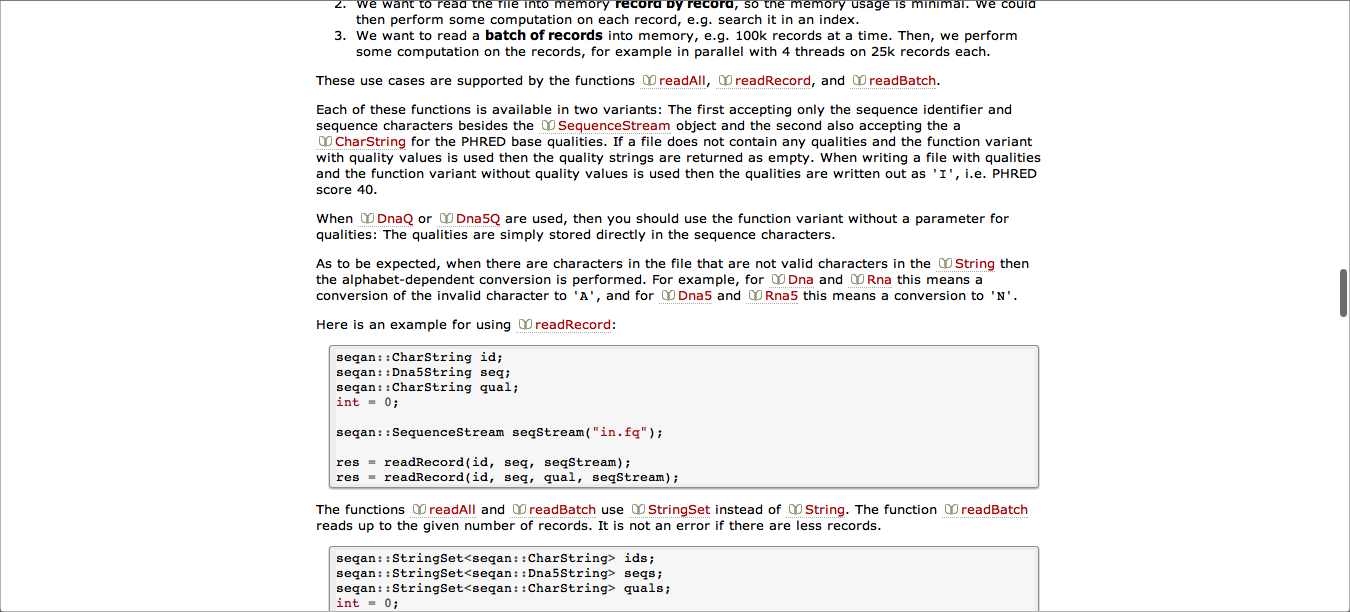 2. We want to read the file into memory record by record, so the memory usage is minimal. We could
then perform some computation on each record, e.g. search it in an index.
3. We want to read a batch of records into memory, e.g. 100k records at a time. Then, we perform
some computation on the records, for example in parallel with 4 threads on 25k records each.
These use cases are supported by the functions readAll, readRecord, and readBatch.
Each of these functions is available in two variants: The first accepting only the sequence identifier and
sequence characters besides the SequenceStream object and the second also accepting the a
CharString for the PHRED base qualities. If a file does not contain any qualities and the function variant
with quality values is used then the quality strings are returned as empty. When writing a file with qualities
and the function variant without quality values is used then the qualities are written out as 'I', i.e. PHRED
score 40.
When DnaQ or Dna5Q are used, then you should use the function variant without a parameter for
qualities: The qualities are simply stored directly in the sequence characters.
As to be expected, when there are characters in the file that are not valid characters in the String then
the alphabet-dependent conversion is performed. For example, for Dna and Rna this means a
conversion of the invalid character to 'A', and for Dna5 and Rna5 this means a conversion to 'N'.
Here is an example for using readRecord:
seqan::CharString id;
seqan::Dna5String seq;
seqan::CharString qual;
int = 0;
seqan::SequenceStream seqStream("in.fq");
res = readRecord(id, seq, seqStream);
res = readRecord(id, seq, qual, seqStream);
The functions readAll and readBatch use StringSet instead of String. The function readBatch
reads up to the given number of records. It is not an error if there are less records.
seqan::StringSet<seqan::CharString> ids;
seqan::StringSet<seqan::Dna5String> seqs;
seqan::StringSet<seqan::CharString> quals;
int = 0;